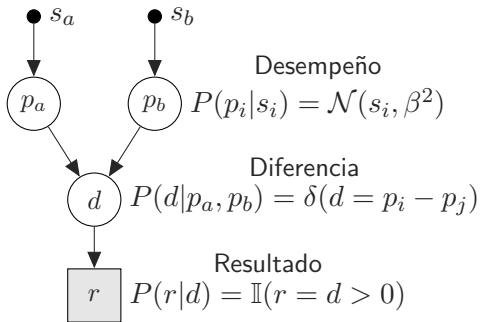 s_a s_b
Desempeño
p_a p_b P(p_i|s_i) = 𝒩(s_i, β²)
Diferencia
d P(d|p_a, p_b) = δ(d = p_i − p_j)
Resultado
r P(r|d) = 𝕀(r = d > 0)